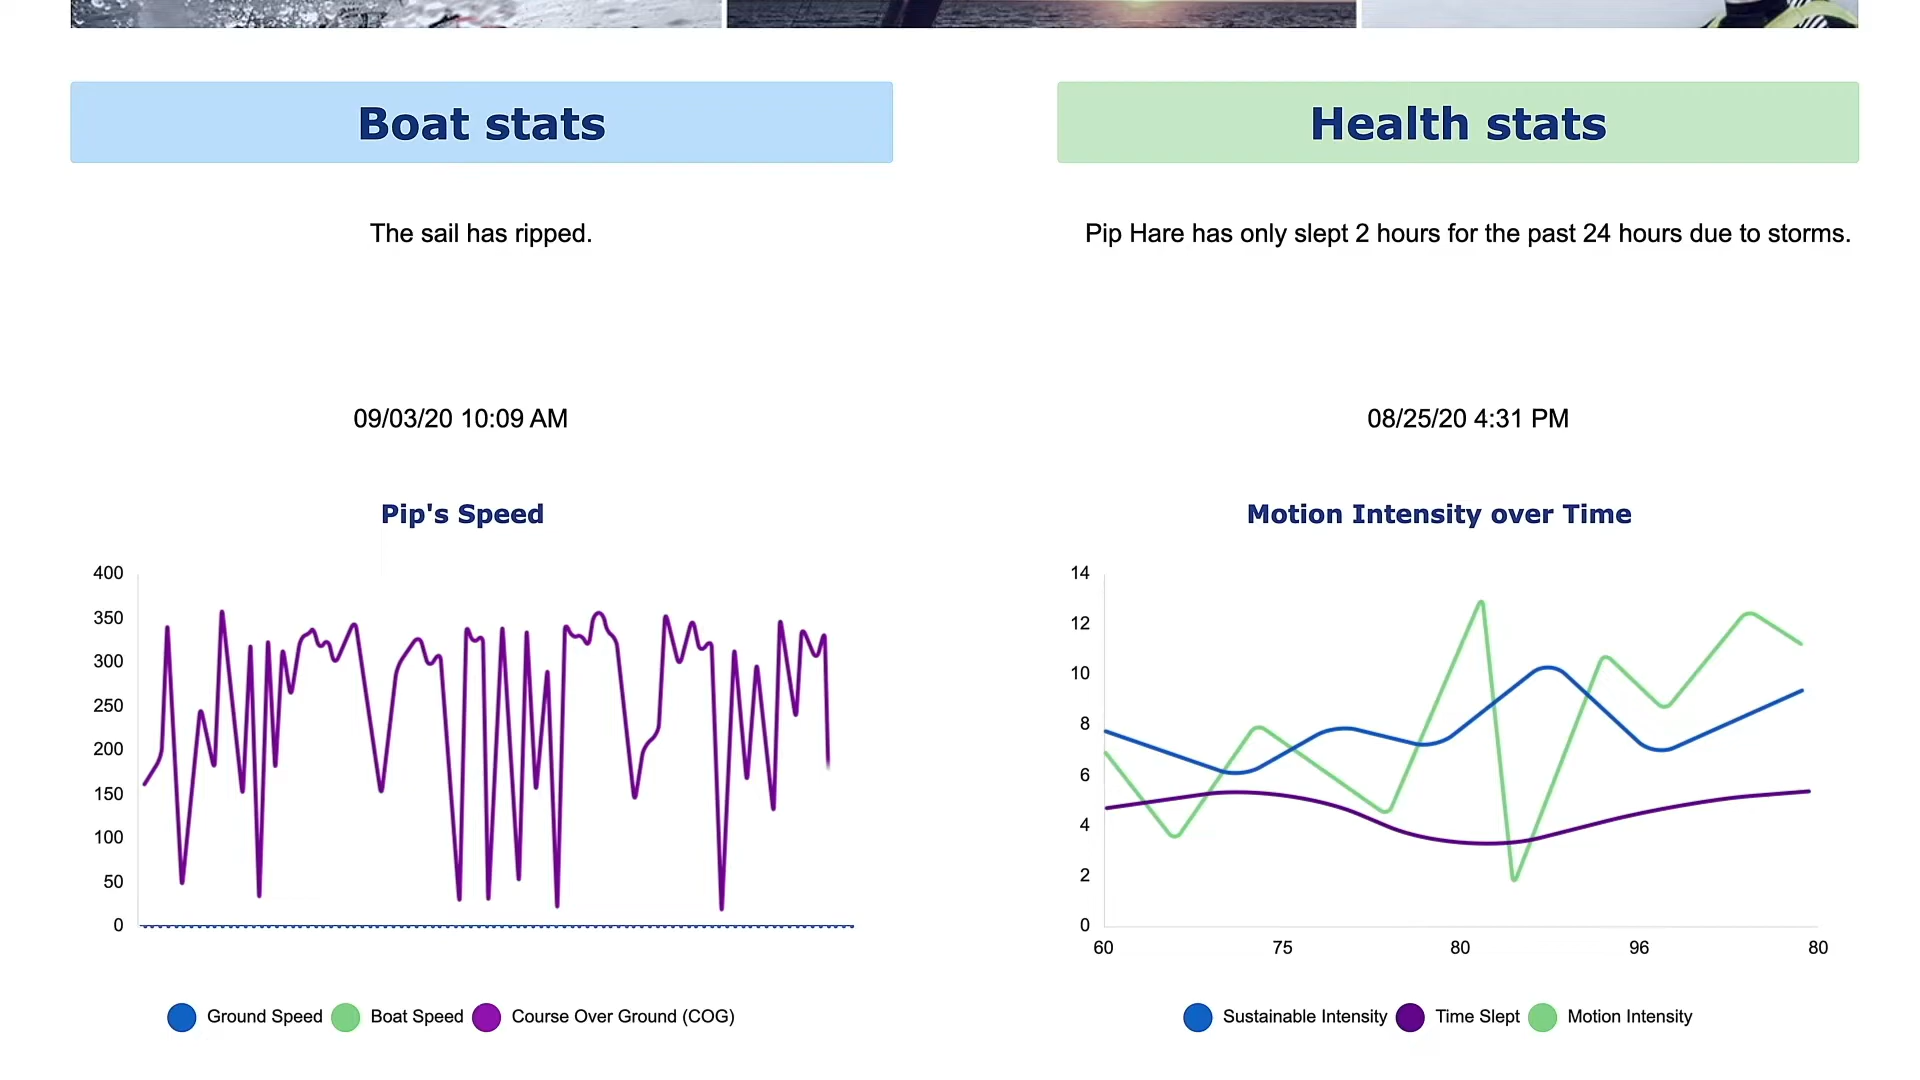 Boat stats
Health stats
The sail has ripped.
Pip Hare has only slept 2 hours for the past 24 hours due to storms.
09/03/20 10:09 AM
08/25/20 4:31 PM
Pip's Speed
400
350
300
250
200
150
100
50
0
Ground Speed
Boat Speed
Course Over Ground (COG)
Motion Intensity over Time
14
12
10
8
6
4
2
0
60 75 80 96 80
Sustainable Intensity
Time Slept
Motion Intensity